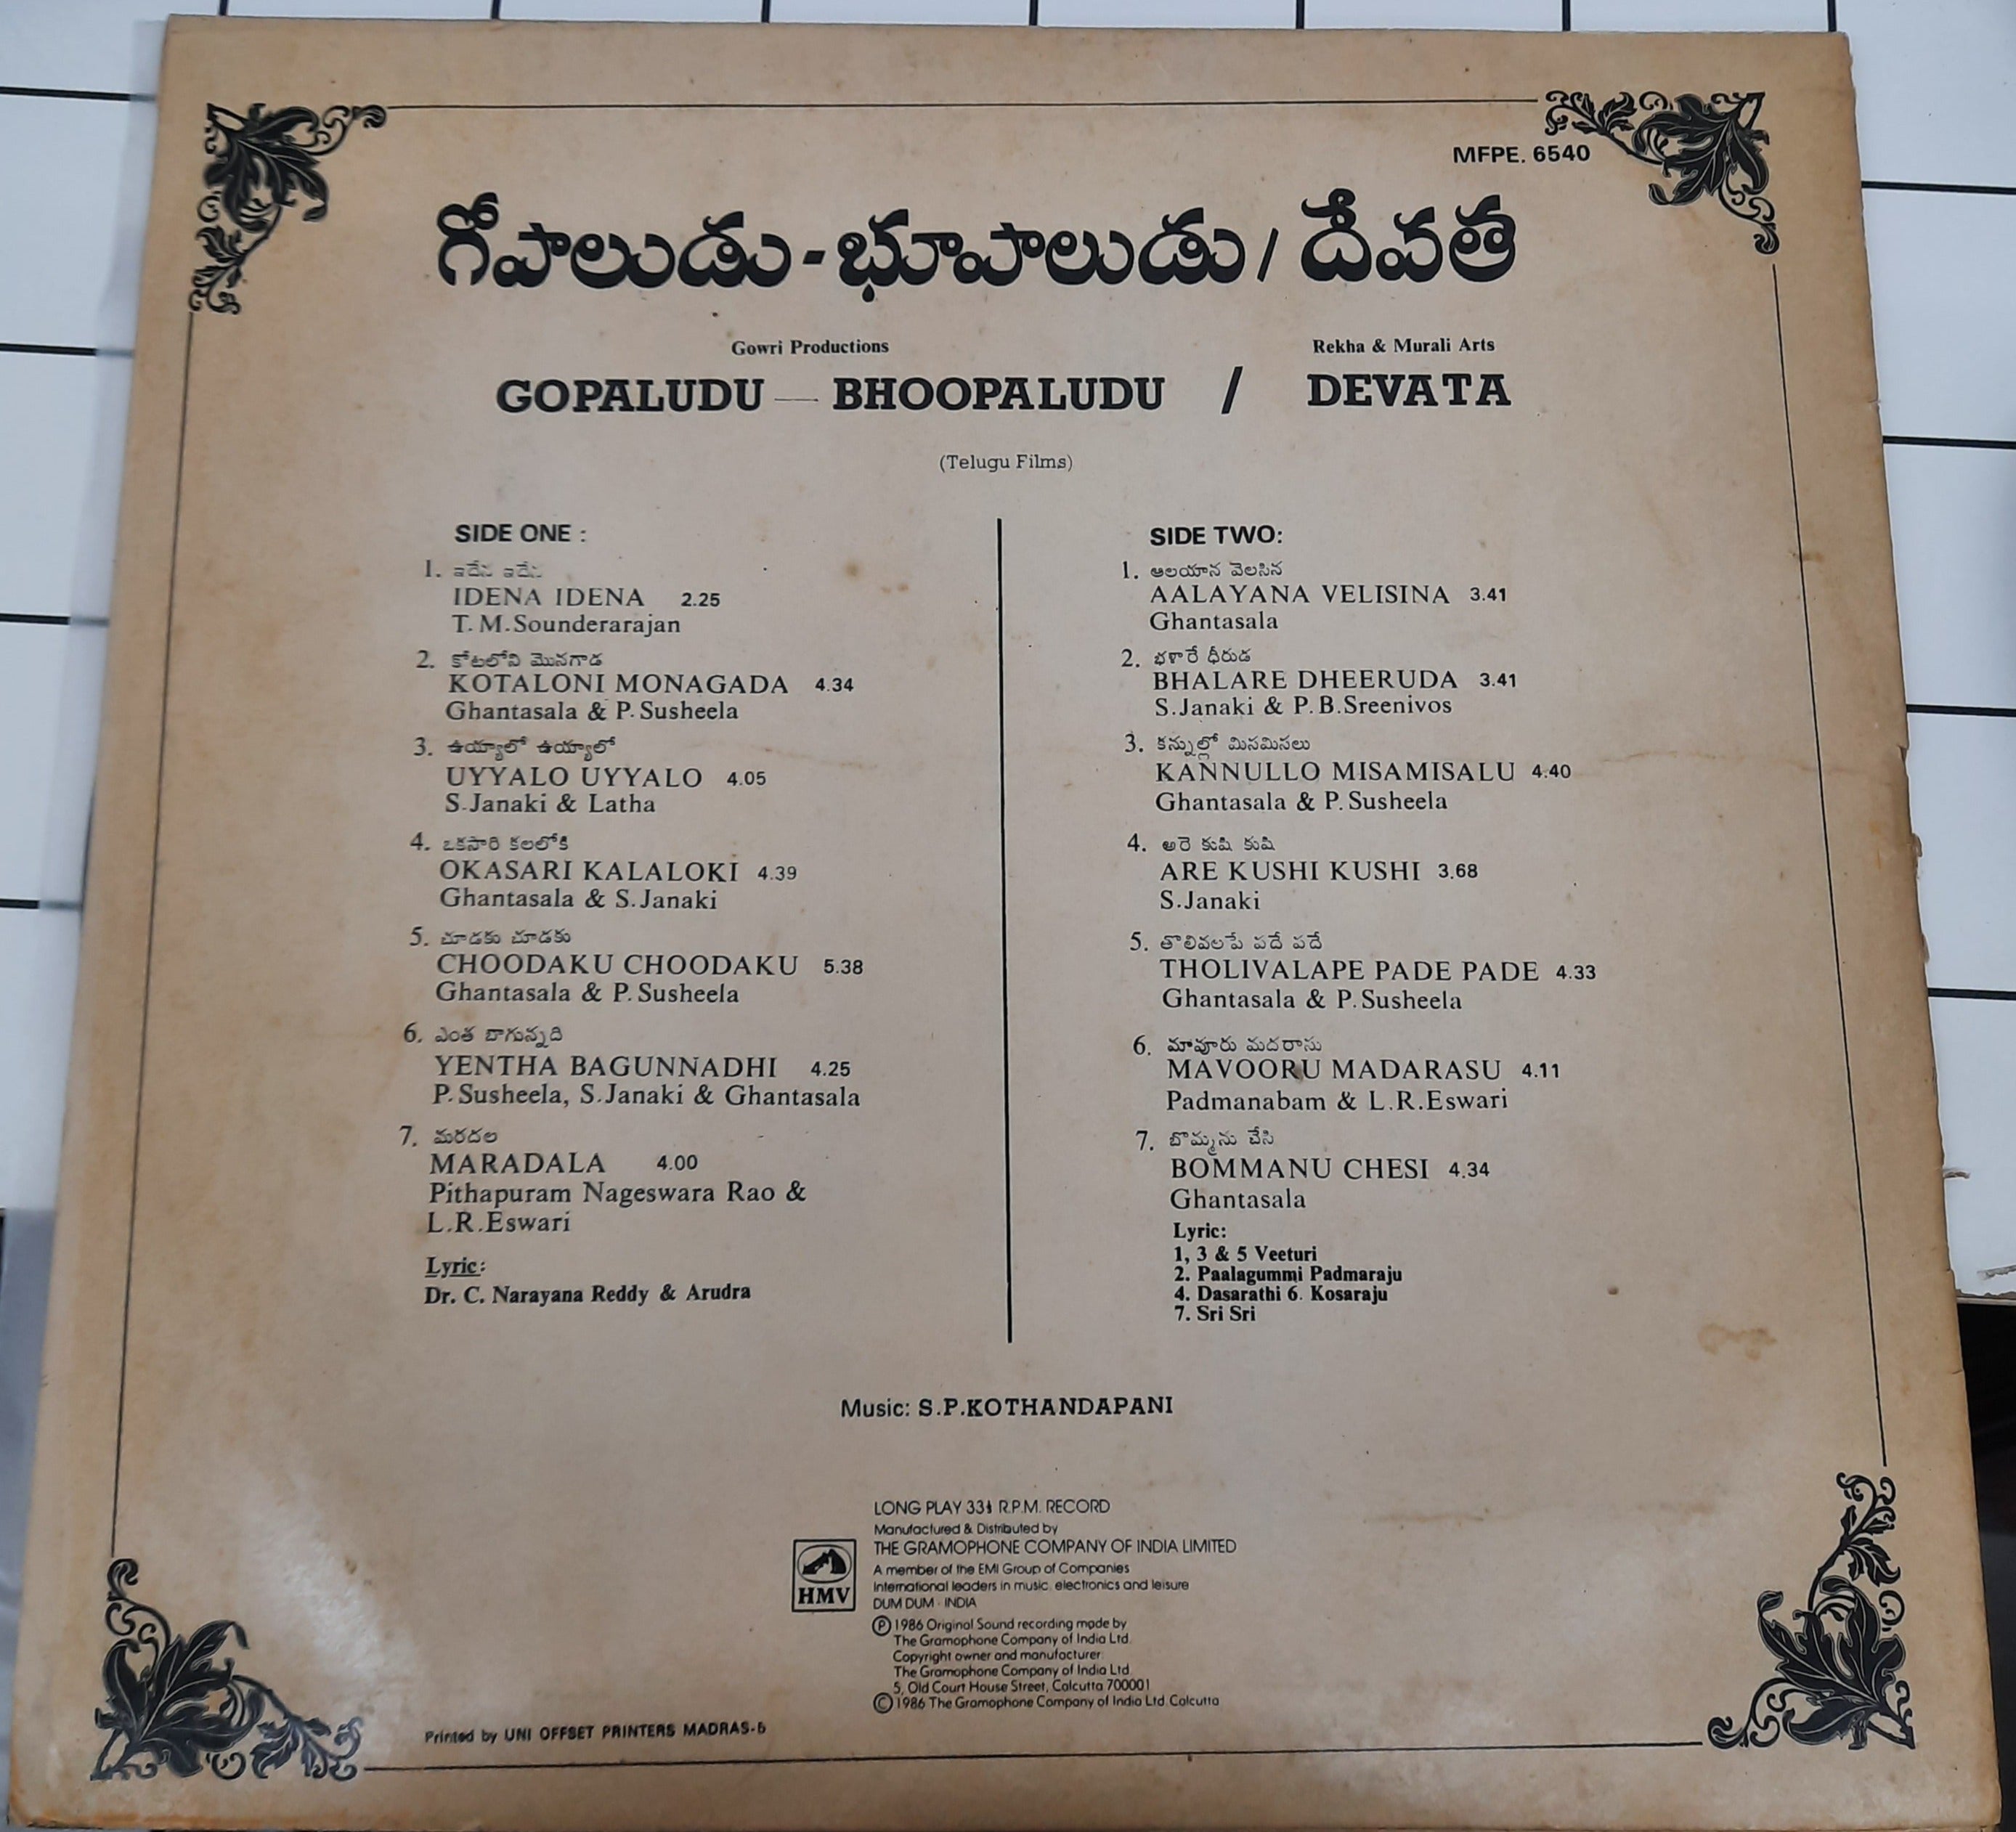 MFPE. 6540
గోపాలుడు - భూపాలుడు / దేవత
Gowri Productions
Rekha & Murali Arts
GOPALUDU — BHOOPALUDU / DEVATA
(Telugu Films)
SIDE ONE :
1. ఇదేన ఇదేన
IDENA IDENA 2.25
T. M. Sounderarajan
2. కోటలోని మొనగాడ
KOTALONI MONAGADA 4.34
Ghantasala & P. Susheela
3. ఉయ్యాలో ఉయ్యాలో
UYYALO UYYALO 4.05
S. Janaki & Latha
4. ఒకసారి కలలోకి
OKASARI KALALOKI 4.39
Ghantasala & S. Janaki
5. చూడకు చూడకు
CHOODAKU CHOODAKU 5.38
Ghantasala & P. Susheela
6. ఎంత బాగున్నది
YENTHA BAGUNNADHI 4.25
P. Susheela, S. Janaki & Ghantasala
7. మరదల
MARADALA 4.00
Pithapuram Nageswara Rao &
L.R.Eswari
Lyric:
Dr. C. Narayana Reddy & Arudra
SIDE TWO:
1. ఆలయాన వెలసిన
AALAYANA VELISINA 3.41
Ghantasala
2. భళారే ధీరుడ
BHALARE DHEERUDA 3.41
S.Janaki & P.B.Sreenivos
3. కన్నుల్లో మిసమిసలు
KANNULLO MISAMISALU 4.40
Ghantasala & P. Susheela
4. అరె కుషి కుషి
ARE KUSHI KUSHI 3.68
S.Janaki
5. తొలివలపే పదే పదే
THOLIVALAPE PADE PADE 4.33
Ghantasala & P. Susheela
6. మావూరు మదరాసు
MAVOORU MADARASU 4.11
Padmanabam & L.R.Eswari
7. బొమ్మను చేసి
BOMMANU CHESI 4.34
Ghantasala
Lyric:
1, 3 & 5 Veeturi
2. Paalagummi Padmaraju
4. Dasarathi 6. Kosaraju
7. Sri Sri
Music: S.P.KOTHANDAPANI
LONG PLAY 33⅓ R.P.M. RECORD
Manufactured & Distributed by
THE GRAMOPHONE COMPANY OF INDIA LIMITED
A member of the EMI Group of Companies
International leaders in music, electronics and leisure
DUM DUM · INDIA
HMV
℗ 1986 Original Sound recording made by
The Gramophone Company of India Ltd.
Copyright owner and manufacturer:
The Gramophone Company of India Ltd.
5, Old Court House Street, Calcutta 700001
© 1986 The Gramophone Company of India Ltd. Calcutta
Printed by UNI OFFSET PRINTERS MADRAS-5